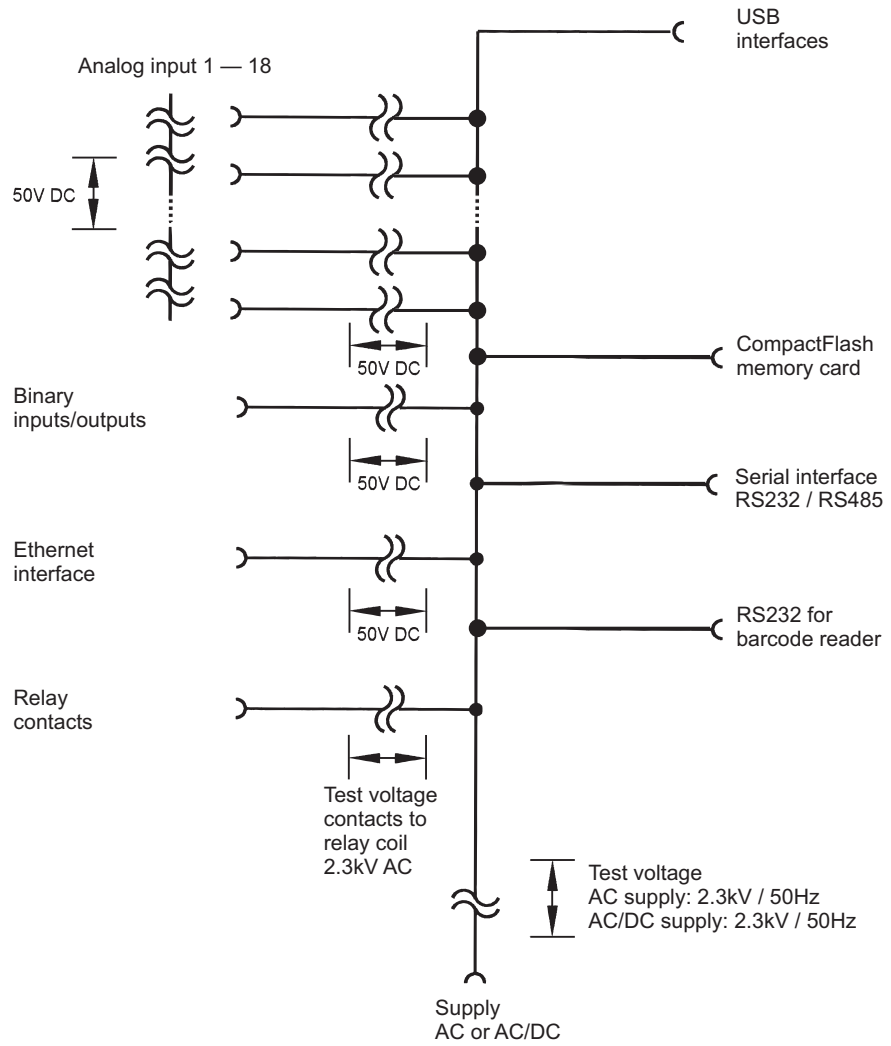 USB
interfaces
Analog input 1 — 18
50V DC
50V DC
CompactFlash
memory card
Binary
inputs/outputs
50V DC
Serial interface
RS232 / RS485
Ethernet
interface
50V DC
RS232 for
barcode reader
Relay
contacts
Test voltage
contacts to
relay coil
2.3kV AC
Test voltage
AC supply: 2.3kV / 50Hz
AC/DC supply: 2.3kV / 50Hz
Supply
AC or AC/DC